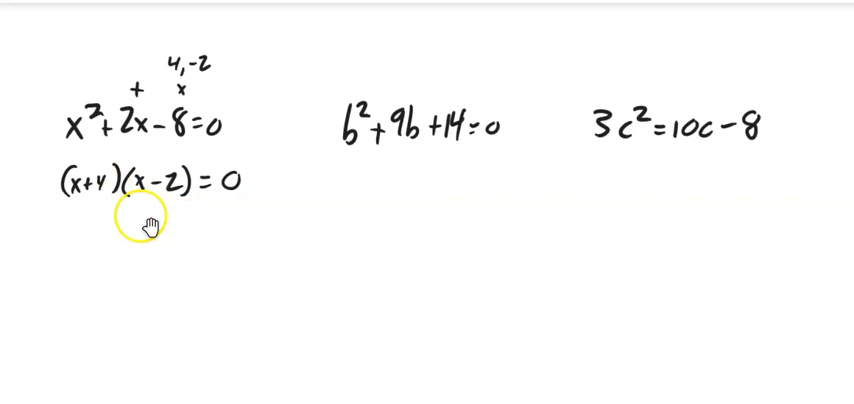 4, -2
+ x
x² + 2x - 8 = 0
(x+4)(x-2) = 0
b² + 9b + 14 = 0
3c² = 10c - 8